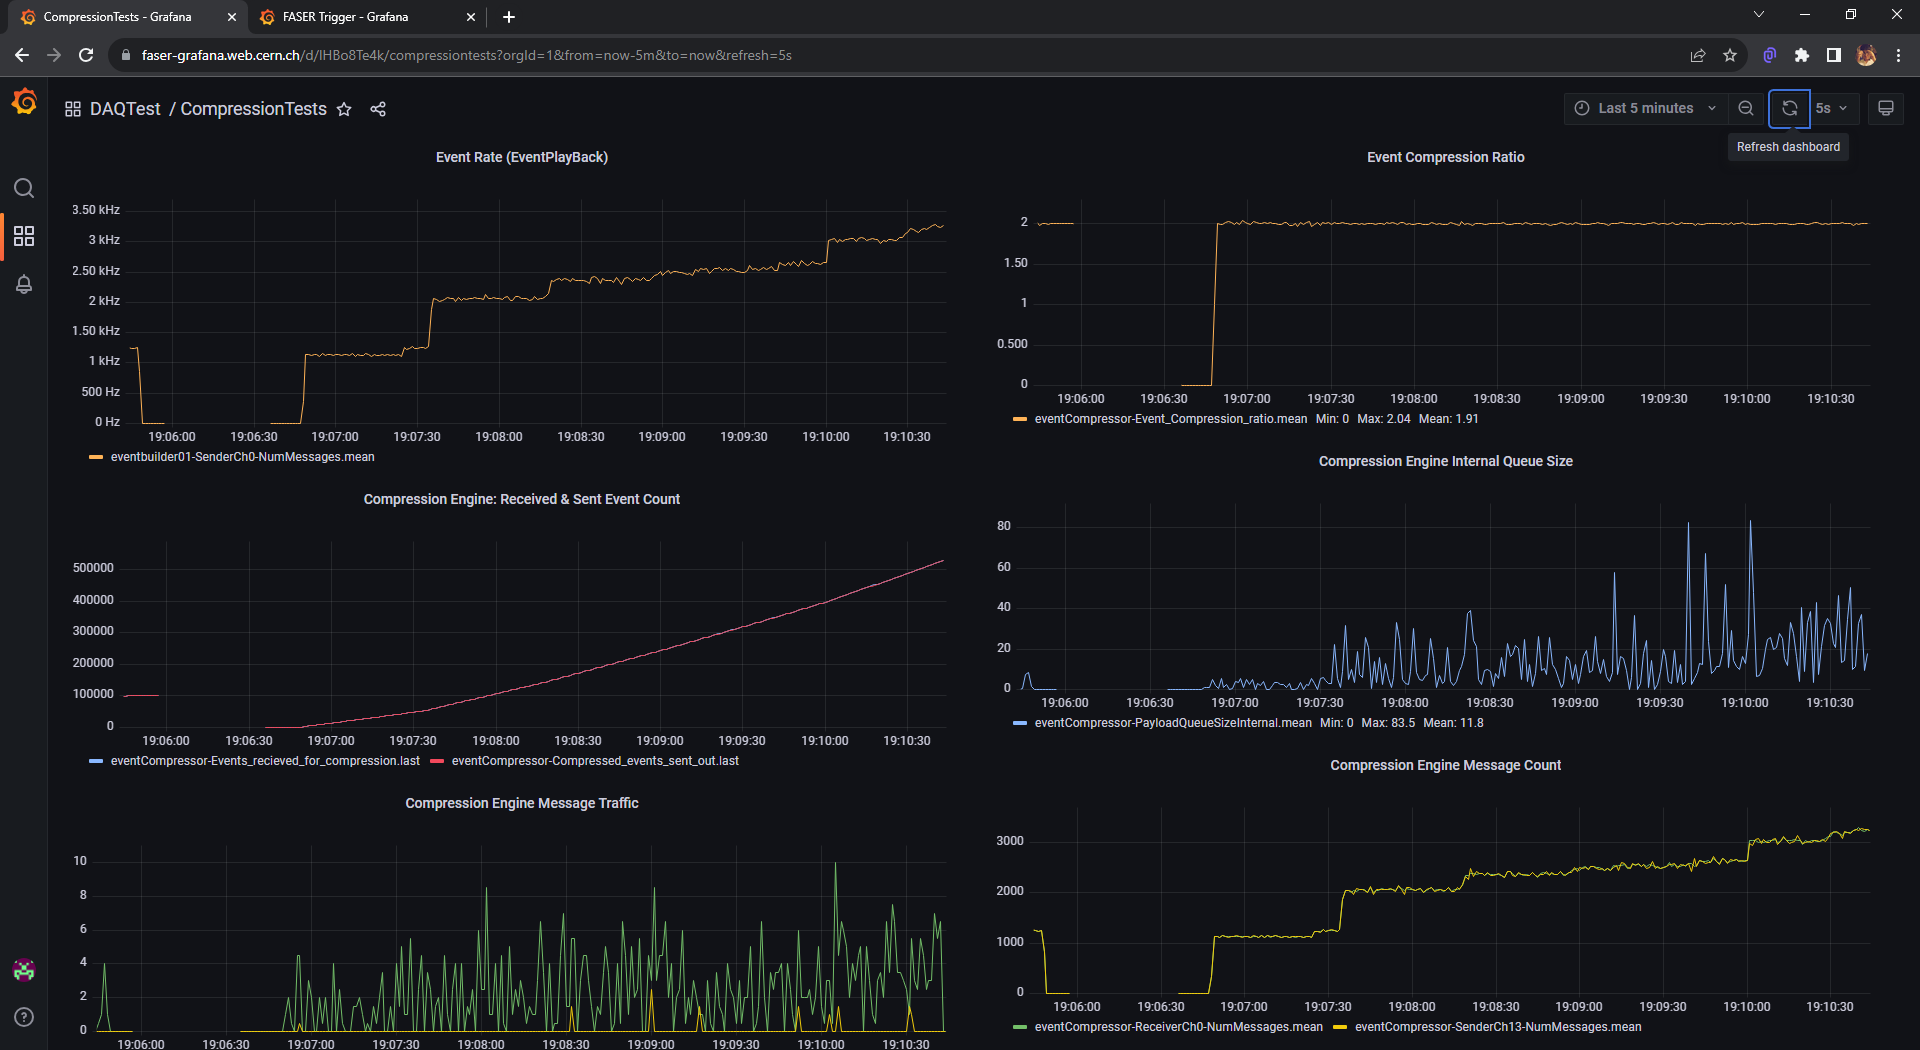 CompressionTests - Grafana
FASER Trigger - Grafana
faser-grafana.web.cern.ch/d/IHBo8Te4k/compressiontests?orgId=1&from=now-5m&to=now&refresh=5s
DAQTest / CompressionTests
Last 5 minutes
5s
Refresh dashboard
Event Rate (EventPlayBack)
3.50 kHz
3 kHz
2.50 kHz
2 kHz
1.50 kHz
1 kHz
500 Hz
0 Hz
19:06:00 19:06:30 19:07:00 19:07:30 19:08:00 19:08:30 19:09:00 19:09:30 19:10:00 19:10:30
eventbuilder01-SenderCh0-NumMessages.mean
Event Compression Ratio
2
1.50
1
0.500
0
19:06:00 19:06:30 19:07:00 19:07:30 19:08:00 19:08:30 19:09:00 19:09:30 19:10:00 19:10:30
eventCompressor-Event_Compression_ratio.mean Min: 0 Max: 2.04 Mean: 1.91
Compression Engine: Received & Sent Event Count
500000
400000
300000
200000
100000
0
19:06:00 19:06:30 19:07:00 19:07:30 19:08:00 19:08:30 19:09:00 19:09:30 19:10:00 19:10:30
eventCompressor-Events_recieved_for_compression.last eventCompressor-Compressed_events_sent_out.last
Compression Engine Internal Queue Size
80
60
40
20
0
19:06:00 19:06:30 19:07:00 19:07:30 19:08:00 19:08:30 19:09:00 19:09:30 19:10:00 19:10:30
eventCompressor-PayloadQueueSizeInternal.mean Min: 0 Max: 83.5 Mean: 11.8
Compression Engine Message Traffic
10
8
6
4
2
0
19:06:00 19:06:30 19:07:00 19:07:30 19:08:00 19:08:30 19:09:00 19:09:30 19:10:00 19:10:30
Compression Engine Message Count
3000
2000
1000
0
19:06:00 19:06:30 19:07:00 19:07:30 19:08:00 19:08:30 19:09:00 19:09:30 19:10:00 19:10:30
eventCompressor-ReceiverCh0-NumMessages.mean eventCompressor-SenderCh13-NumMessages.mean